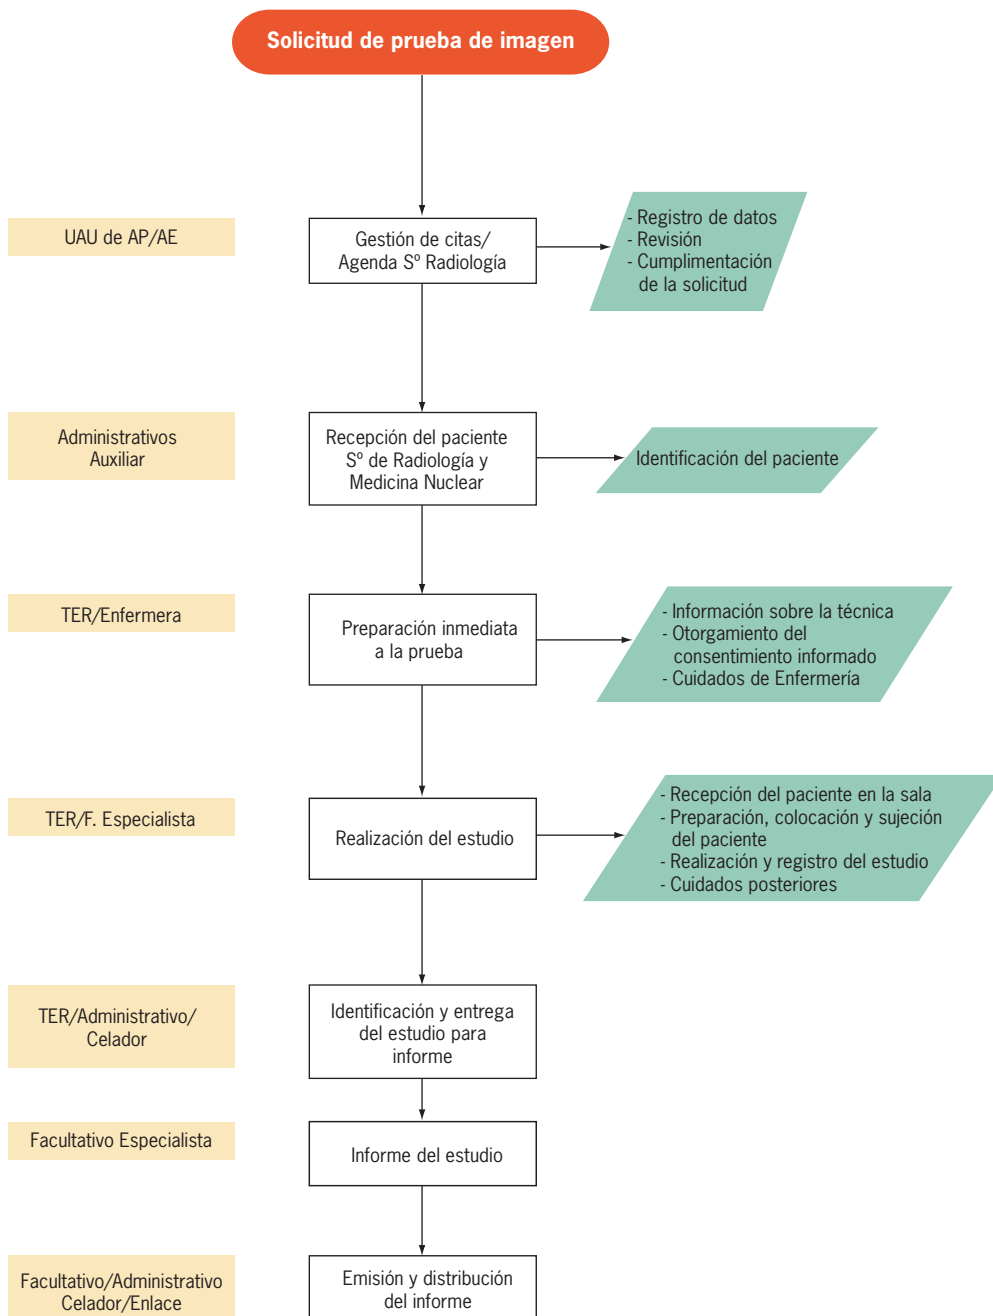 Solicitud de prueba de imagen
UAU de AP/AE
Gestión de citas/
Agenda Sº Radiología
- Registro de datos
- Revisión
- Cumplimentación
de la solicitud
Administrativos
Auxiliar
Recepción del paciente
Sº de Radiología y
Medicina Nuclear
Identificación del paciente
TER/Enfermera
Preparación inmediata
a la prueba
- Información sobre la técnica
- Otorgamiento del
consentimiento informado
- Cuidados de Enfermería
TER/F. Especialista
Realización del estudio
- Recepción del paciente en la sala
- Preparación, colocación y sujeción
del paciente
- Realización y registro del estudio
- Cuidados posteriores
TER/Administrativo/
Celador
Identificación y entrega
del estudio para
informe
Facultativo Especialista
Informe del estudio
Facultativo/Administrativo
Celador/Enlace
Emisión y distribución
del informe